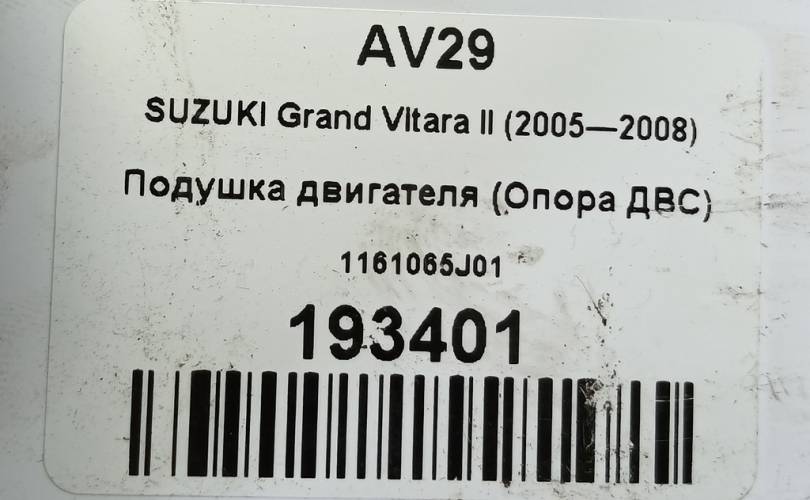 AV29
SUZUKI Grand VItara II (2005—2008)
Подушка двигателя (Опора ДВС)
1161065J01
193401